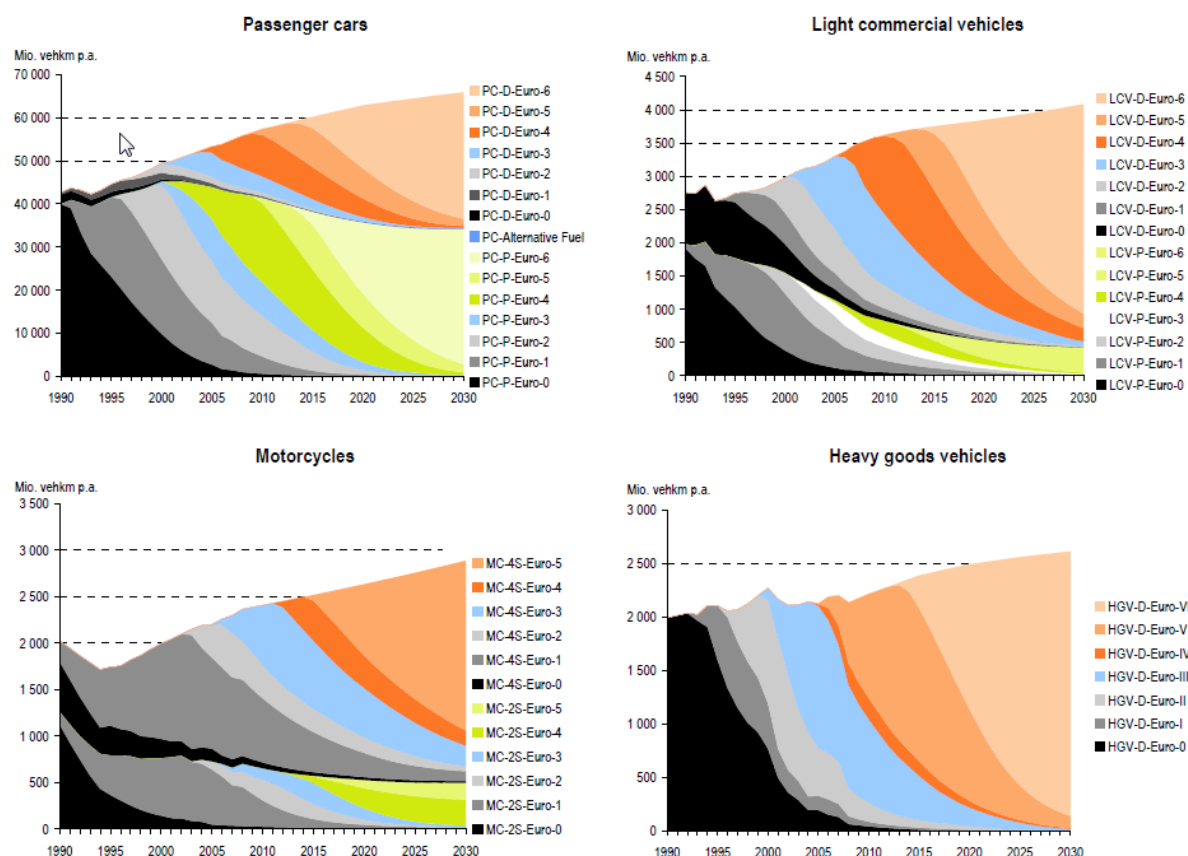 Passenger cars
Mio. vehkm p.a.
70 000
60 000
50 000
40 000
30 000
20 000
10 000
0
1990 1995 2000 2005 2010 2015 2020 2025 2030
PC-D-Euro-6
PC-D-Euro-5
PC-D-Euro-4
PC-D-Euro-3
PC-D-Euro-2
PC-D-Euro-1
PC-D-Euro-0
PC-Alternative Fuel
PC-P-Euro-6
PC-P-Euro-5
PC-P-Euro-4
PC-P-Euro-3
PC-P-Euro-2
PC-P-Euro-1
PC-P-Euro-0
Light commercial vehicles
Mio. vehkm p.a.
4 500
4 000
3 500
3 000
2 500
2 000
1 500
1 000
500
0
1990 1995 2000 2005 2010 2015 2020 2025 2030
LCV-D-Euro-6
LCV-D-Euro-5
LCV-D-Euro-4
LCV-D-Euro-3
LCV-D-Euro-2
LCV-D-Euro-1
LCV-D-Euro-0
LCV-P-Euro-6
LCV-P-Euro-5
LCV-P-Euro-4
LCV-P-Euro-3
LCV-P-Euro-2
LCV-P-Euro-1
LCV-P-Euro-0
Motorcycles
Mio. vehkm p.a.
3 500
3 000
2 500
2 000
1 500
1 000
500
0
1990 1995 2000 2005 2010 2015 2020 2025 2030
MC-4S-Euro-5
MC-4S-Euro-4
MC-4S-Euro-3
MC-4S-Euro-2
MC-4S-Euro-1
MC-4S-Euro-0
MC-2S-Euro-5
MC-2S-Euro-4
MC-2S-Euro-3
MC-2S-Euro-2
MC-2S-Euro-1
MC-2S-Euro-0
Heavy goods vehicles
Mio. vehkm p.a.
3 000
2 500
2 000
1 500
1 000
500
0
1990 1995 2000 2005 2010 2015 2020 2025 2030
HGV-D-Euro-VI
HGV-D-Euro-V
HGV-D-Euro-IV
HGV-D-Euro-III
HGV-D-Euro-II
HGV-D-Euro-I
HGV-D-Euro-0